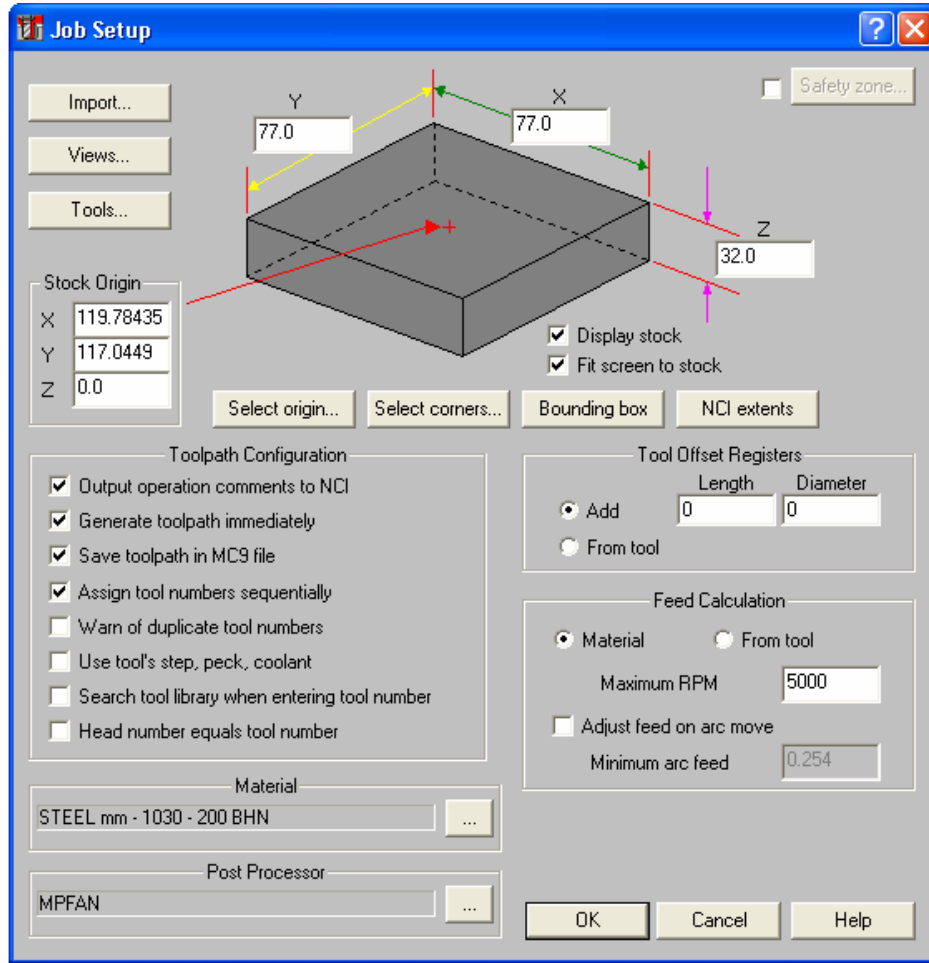 Job Setup
Import...
Views...
Tools...
Y
77.0
X
77.0
Safety zone...
Z
32.0
Stock Origin
X 119.78435
Y 117.0449
Z 0.0
Display stock
Fit screen to stock
Select origin... Select corners... Bounding box NCI extents
Toolpath Configuration
Output operation comments to NCI
Generate toolpath immediately
Save toolpath in MC9 file
Assign tool numbers sequentially
Warn of duplicate tool numbers
Use tool's step, peck, coolant
Search tool library when entering tool number
Head number equals tool number
Tool Offset Registers
Length Diameter
Add 0 0
From tool
Feed Calculation
Material From tool
Maximum RPM 5000
Adjust feed on arc move
Minimum arc feed 0.254
Material
STEEL mm - 1030 - 200 BHN ...
Post Processor
MPFAN ...
OK Cancel Help